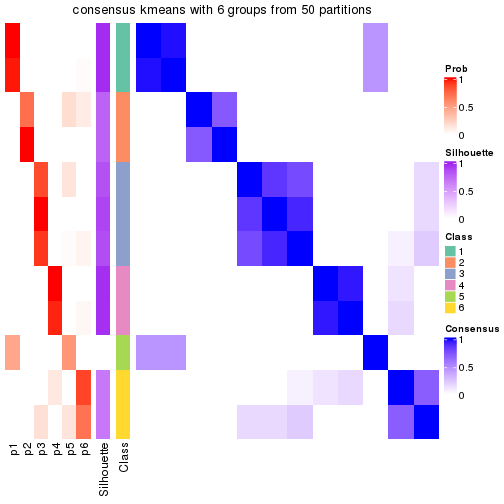 consensus kmeans with 6 groups from 50 partitions
Prob
1
0.5
0
Silhouette
1
0.5
0
Class
1
2
3
4
5
6
Consensus
1
0.5
0
p1
p2
p3
p4
p5
p6
Silhouette
Class